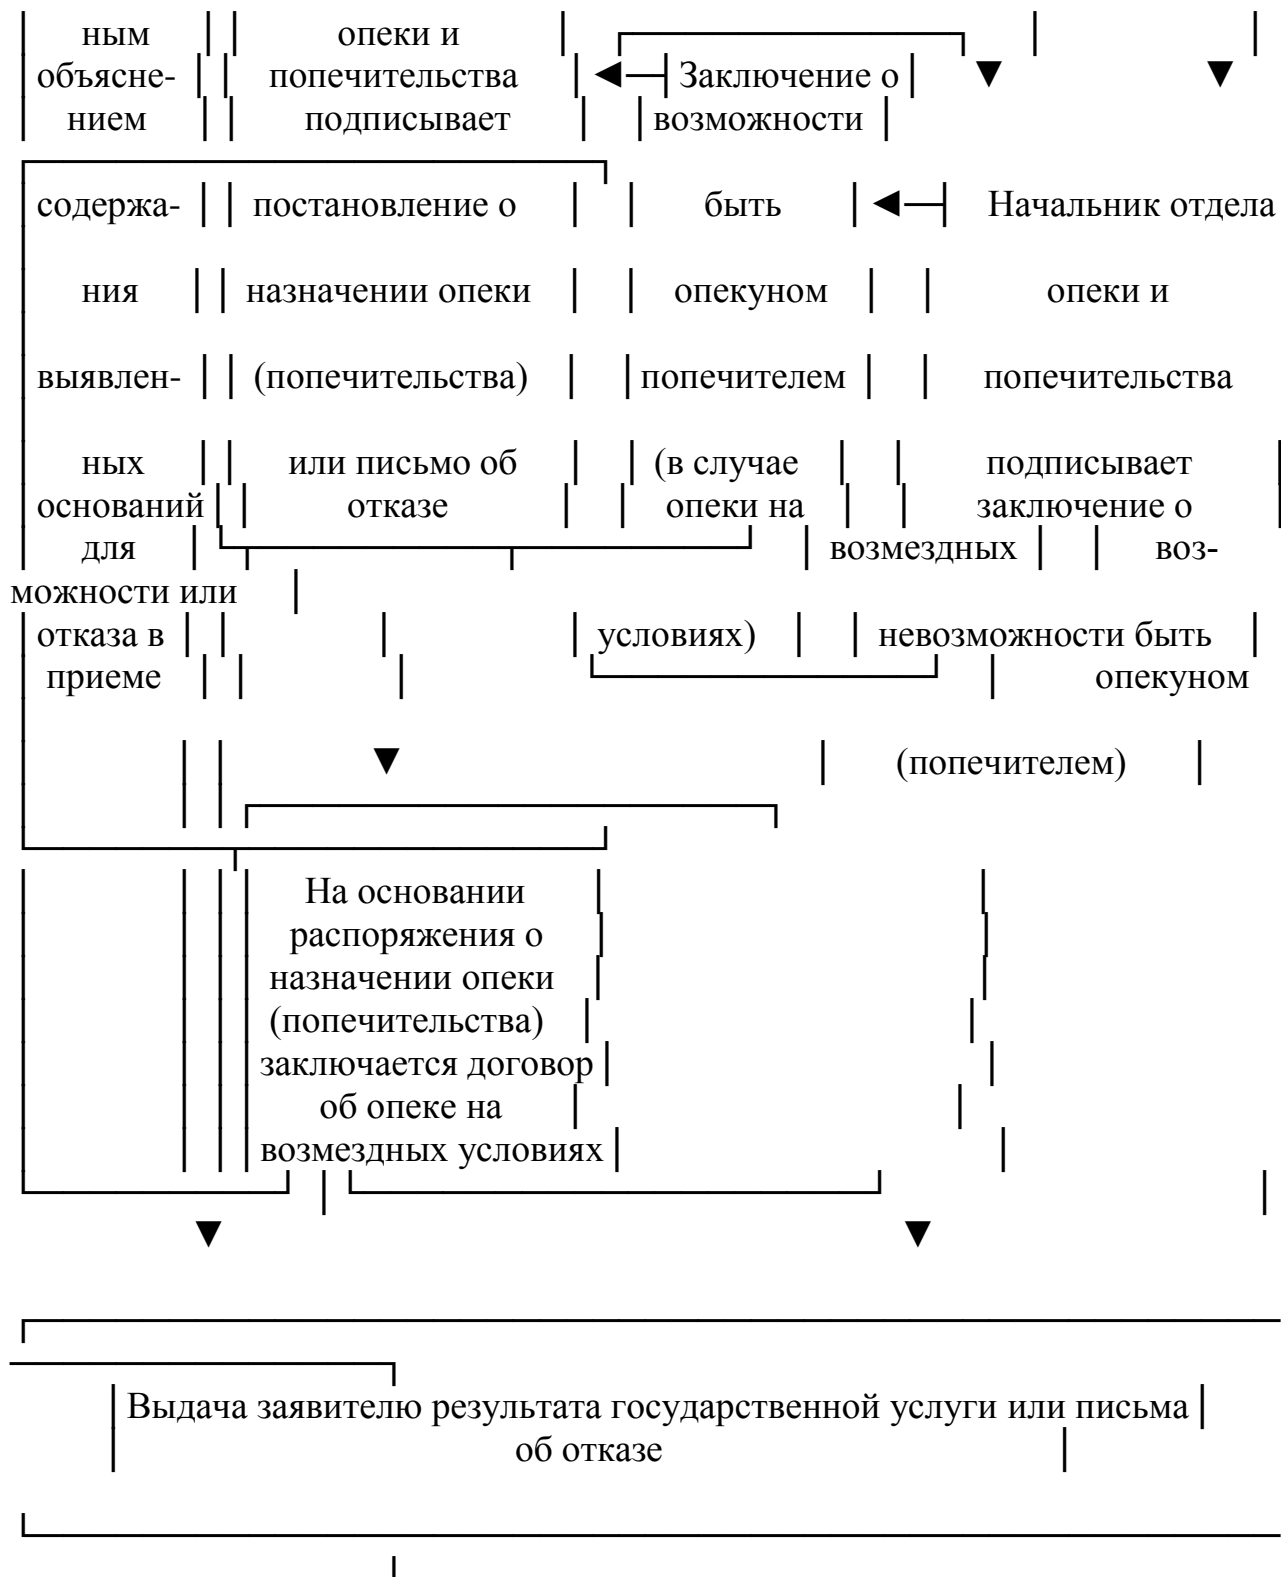 ным опеки и
объясне- попечительства Заключение о
нием подписывает возможности
содержа- постановление о быть Начальник отдела
ния назначении опеки опекуном опеки и
выявлен- (попечительства) попечителем попечительства
ных или письмо об (в случае подписывает
оснований отказе опеки на заключение о
для возмездных воз-
можности или
отказа в условиях) невозможности быть
приеме опекуном
(попечителем)
На основании
распоряжения о
назначении опеки
(попечительства)
заключается договор
об опеке на
возмездных условиях
Выдача заявителю результата государственной услуги или письма
об отказе